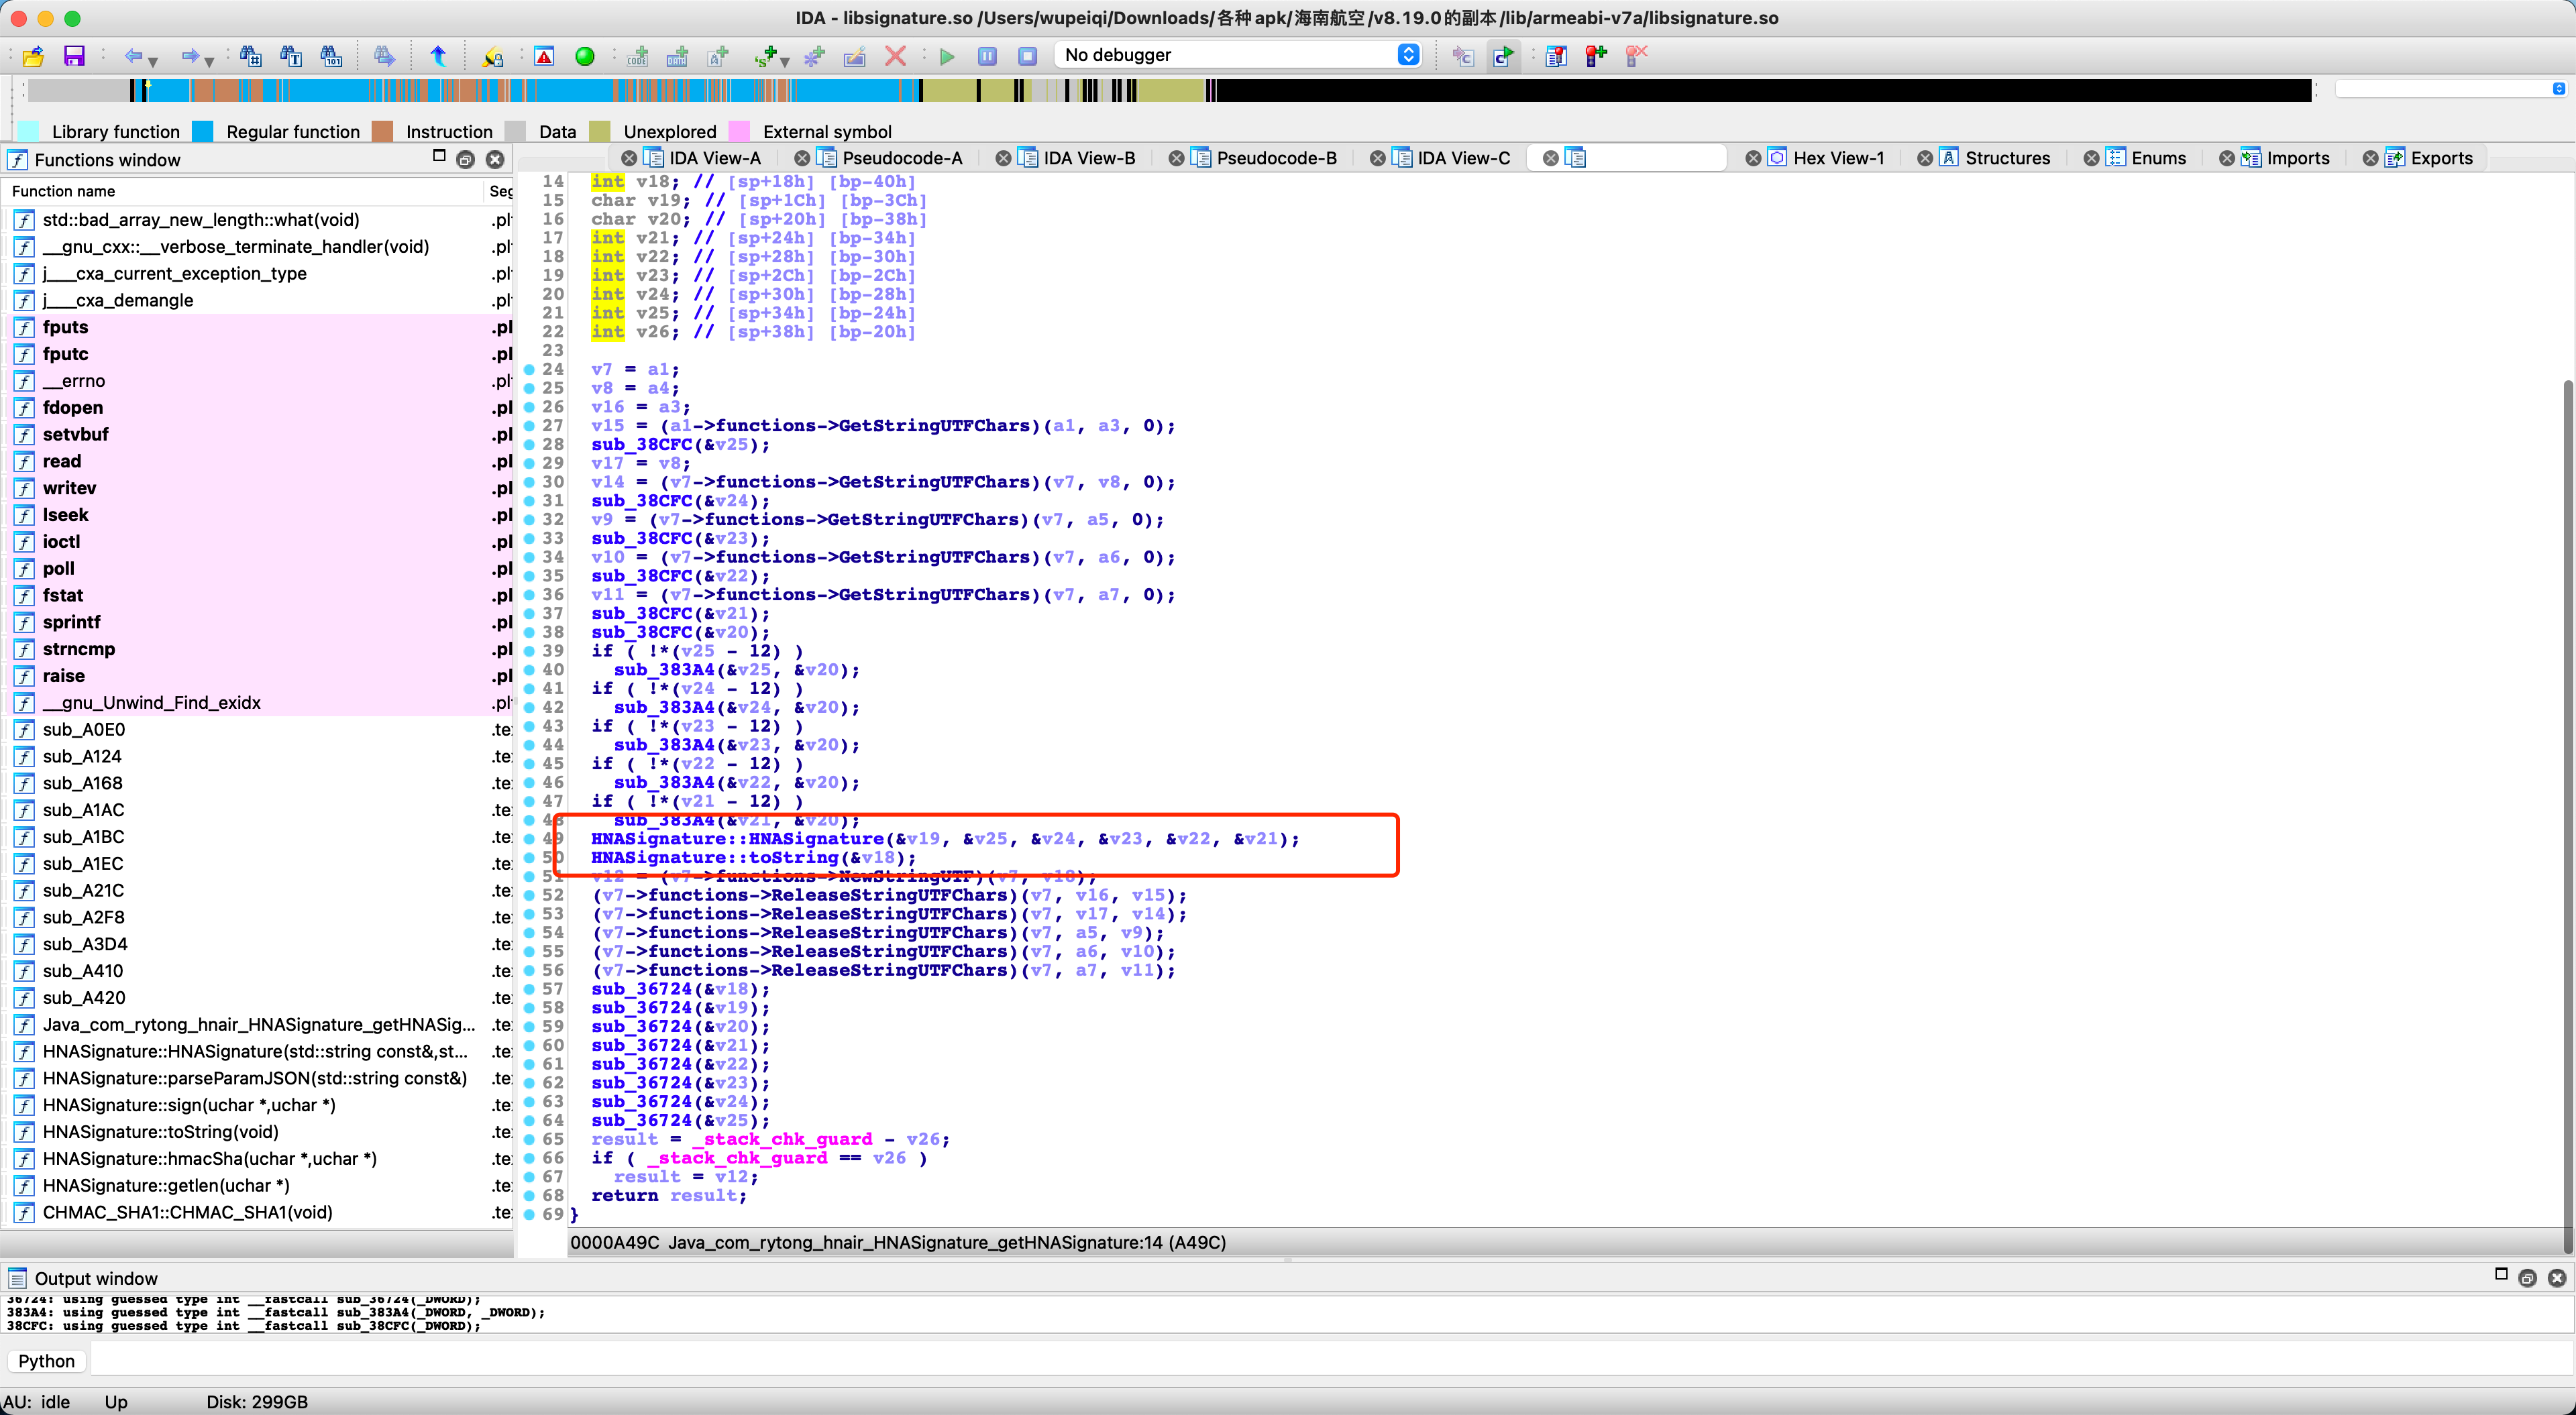 IDA - libsignature.so /Users/wupeiqi/Downloads/各种apk/海南航空/v8.19.0的副本/lib/armeabi-v7a/libsignature.so
No debugger
Library function Regular function Instruction Data Unexplored External symbol
Functions window
IDA View-A Pseudocode-A IDA View-B Pseudocode-B IDA View-C Hex View-1 Structures Enums Imports Exports
Function name Seg
std::bad_array_new_length::what(void) .pl
__gnu_cxx::__verbose_terminate_handler(void) .pl
j___cxa_current_exception_type .pl
j___cxa_demangle .pl
fputs .pl
fputc .pl
__errno .pl
fdopen .pl
setvbuf .pl
read .pl
writev .pl
lseek .pl
ioctl .pl
poll .pl
fstat .pl
sprintf .pl
strncmp .pl
raise .pl
__gnu_Unwind_Find_exidx .pl
sub_A0E0 .te
sub_A124 .te
sub_A168 .te
sub_A1AC .te
sub_A1BC .te
sub_A1EC .te
sub_A21C .te
sub_A2F8 .te
sub_A3D4 .te
sub_A410 .te
sub_A420 .te
Java_com_rytong_hnair_HNASignature_getHNASig... .te
HNASignature::HNASignature(std::string const&,st... .te
HNASignature::parseParamJSON(std::string const&) .te
HNASignature::sign(uchar *,uchar *) .te
HNASignature::toString(void) .te
HNASignature::hmacSha(uchar *,uchar *) .te
HNASignature::getlen(uchar *) .te
CHMAC_SHA1::CHMAC_SHA1(void) .te
14 int v18; // [sp+18h] [bp-40h]
15 char v19; // [sp+1Ch] [bp-3Ch]
16 char v20; // [sp+20h] [bp-38h]
17 int v21; // [sp+24h] [bp-34h]
18 int v22; // [sp+28h] [bp-30h]
19 int v23; // [sp+2Ch] [bp-2Ch]
20 int v24; // [sp+30h] [bp-28h]
21 int v25; // [sp+34h] [bp-24h]
22 int v26; // [sp+38h] [bp-20h]
23
24 v7 = a1;
25 v8 = a4;
26 v16 = a3;
27 v15 = (a1->functions->GetStringUTFChars)(a1, a3, 0);
28 sub_38CFC(&v25);
29 v17 = v8;
30 v14 = (v7->functions->GetStringUTFChars)(v7, v8, 0);
31 sub_38CFC(&v24);
32 v9 = (v7->functions->GetStringUTFChars)(v7, a5, 0);
33 sub_38CFC(&v23);
34 v10 = (v7->functions->GetStringUTFChars)(v7, a6, 0);
35 sub_38CFC(&v22);
36 v11 = (v7->functions->GetStringUTFChars)(v7, a7, 0);
37 sub_38CFC(&v21);
38 sub_38CFC(&v20);
39 if ( !*(v25 - 12) )
40 sub_383A4(&v25, &v20);
41 if ( !*(v24 - 12) )
42 sub_383A4(&v24, &v20);
43 if ( !*(v23 - 12) )
44 sub_383A4(&v23, &v20);
45 if ( !*(v22 - 12) )
46 sub_383A4(&v22, &v20);
47 if ( !*(v21 - 12) )
48 sub_383A4(&v21, &v20);
49 HNASignature::HNASignature(&v19, &v25, &v24, &v23, &v22, &v21);
50 HNASignature::toString(&v18);
51 v12 = (v7->functions->NewStringUTF)(v7, v18);
52 (v7->functions->ReleaseStringUTFChars)(v7, v16, v15);
53 (v7->functions->ReleaseStringUTFChars)(v7, v17, v14);
54 (v7->functions->ReleaseStringUTFChars)(v7, a5, v9);
55 (v7->functions->ReleaseStringUTFChars)(v7, a6, v10);
56 (v7->functions->ReleaseStringUTFChars)(v7, a7, v11);
57 sub_36724(&v18);
58 sub_36724(&v19);
59 sub_36724(&v20);
60 sub_36724(&v21);
61 sub_36724(&v22);
62 sub_36724(&v23);
63 sub_36724(&v24);
64 sub_36724(&v25);
65 result = _stack_chk_guard - v26;
66 if ( _stack_chk_guard == v26 )
67 result = v12;
68 return result;
69 }
0000A49C Java_com_rytong_hnair_HNASignature_getHNASignature:14 (A49C)
Output window
36724: using guessed type int __fastcall sub_36724(_DWORD);
383A4: using guessed type int __fastcall sub_383A4(_DWORD, _DWORD);
38CFC: using guessed type int __fastcall sub_38CFC(_DWORD);
Python
AU: idle Up Disk: 299GB